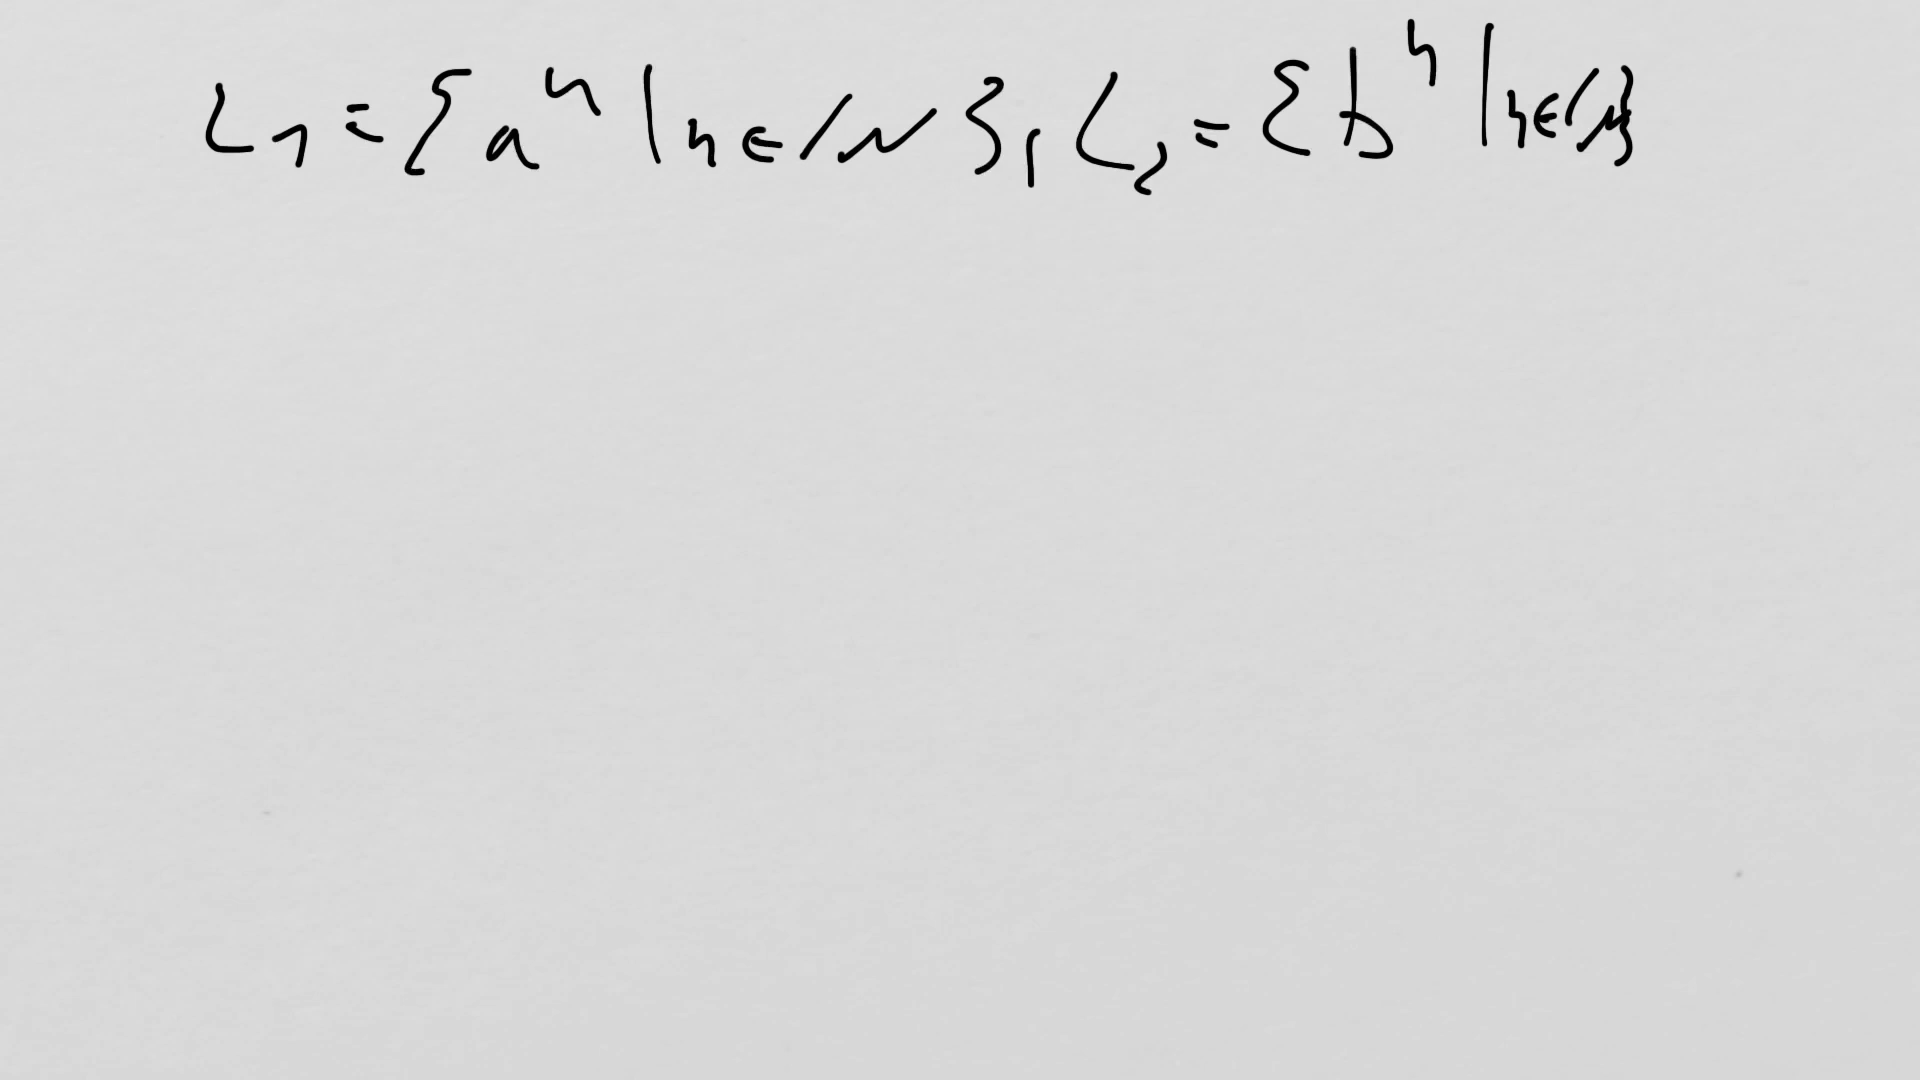 L₁ = {aⁿ | n ∈ ℕ}, L₂ = {bⁿ | n ∈ ℕ}